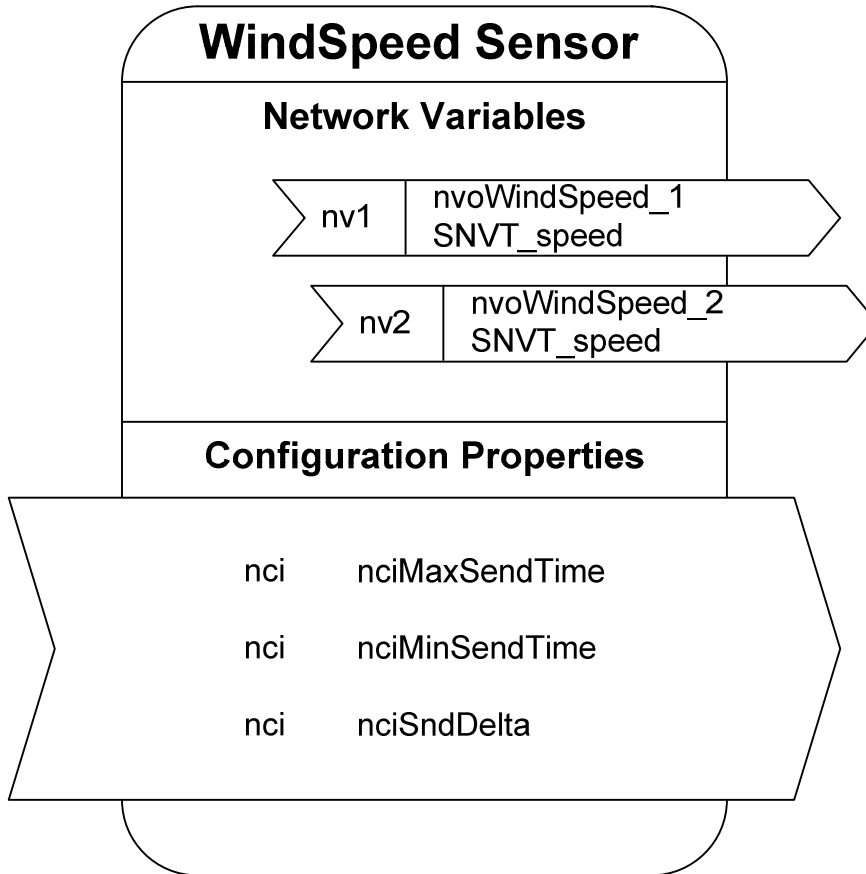 WindSpeed Sensor
Network Variables
nv1 nvoWindSpeed_1
SNVT_speed
nv2 nvoWindSpeed_2
SNVT_speed
Configuration Properties
nci nciMaxSendTime
nci nciMinSendTime
nci nciSndDelta